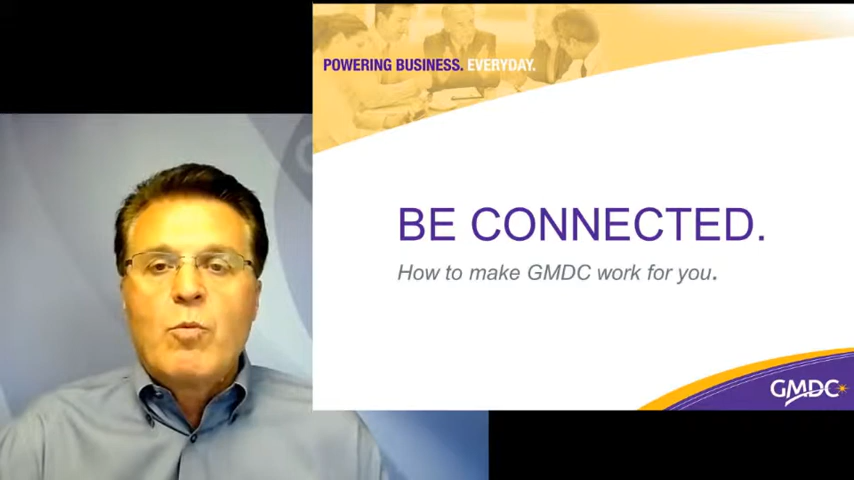 POWERING BUSINESS. EVERYDAY.
BE CONNECTED.
How to make GMDC work for you.
GMDC